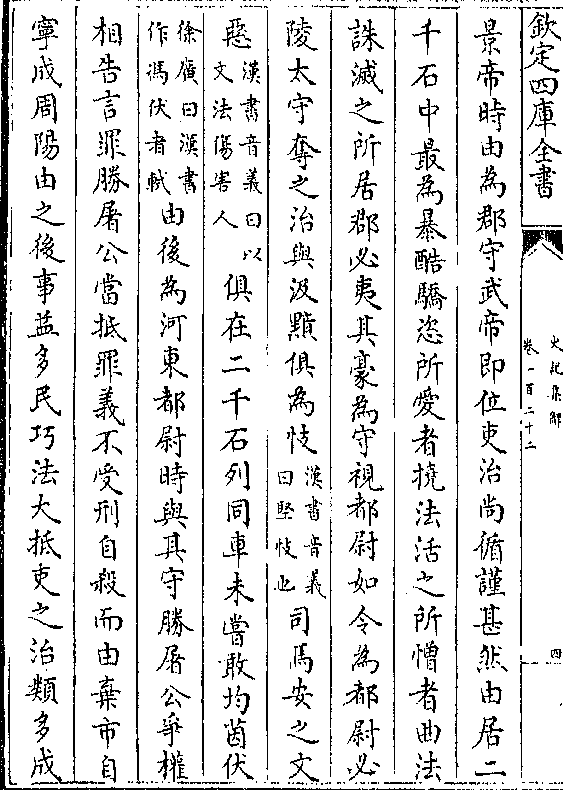 欽定四庫全書
史記集解
卷一百二十二
四
景帝時由為郡守武帝即位吏治尚循謹甚然由居二
千石中最為暴酷驕恣所愛者撓法活之所憎者曲法
誅滅之所居郡必夷其豪為守視都尉如令為都尉必
陵太守奪之治與汲黯俱為忮漢書音義曰堅忮也司馬安之文
惡漢書音義曰以文法傷害人俱在二千石列同車未嘗敢均茵伏
徐廣曰漢書作馮伏者軾由後為河東都尉時與其守勝屠公爭權
相告言罪勝屠公當抵罪義不受刑自殺而由棄市自
寧成周陽由之後事益多民巧法大抵吏之治類多成